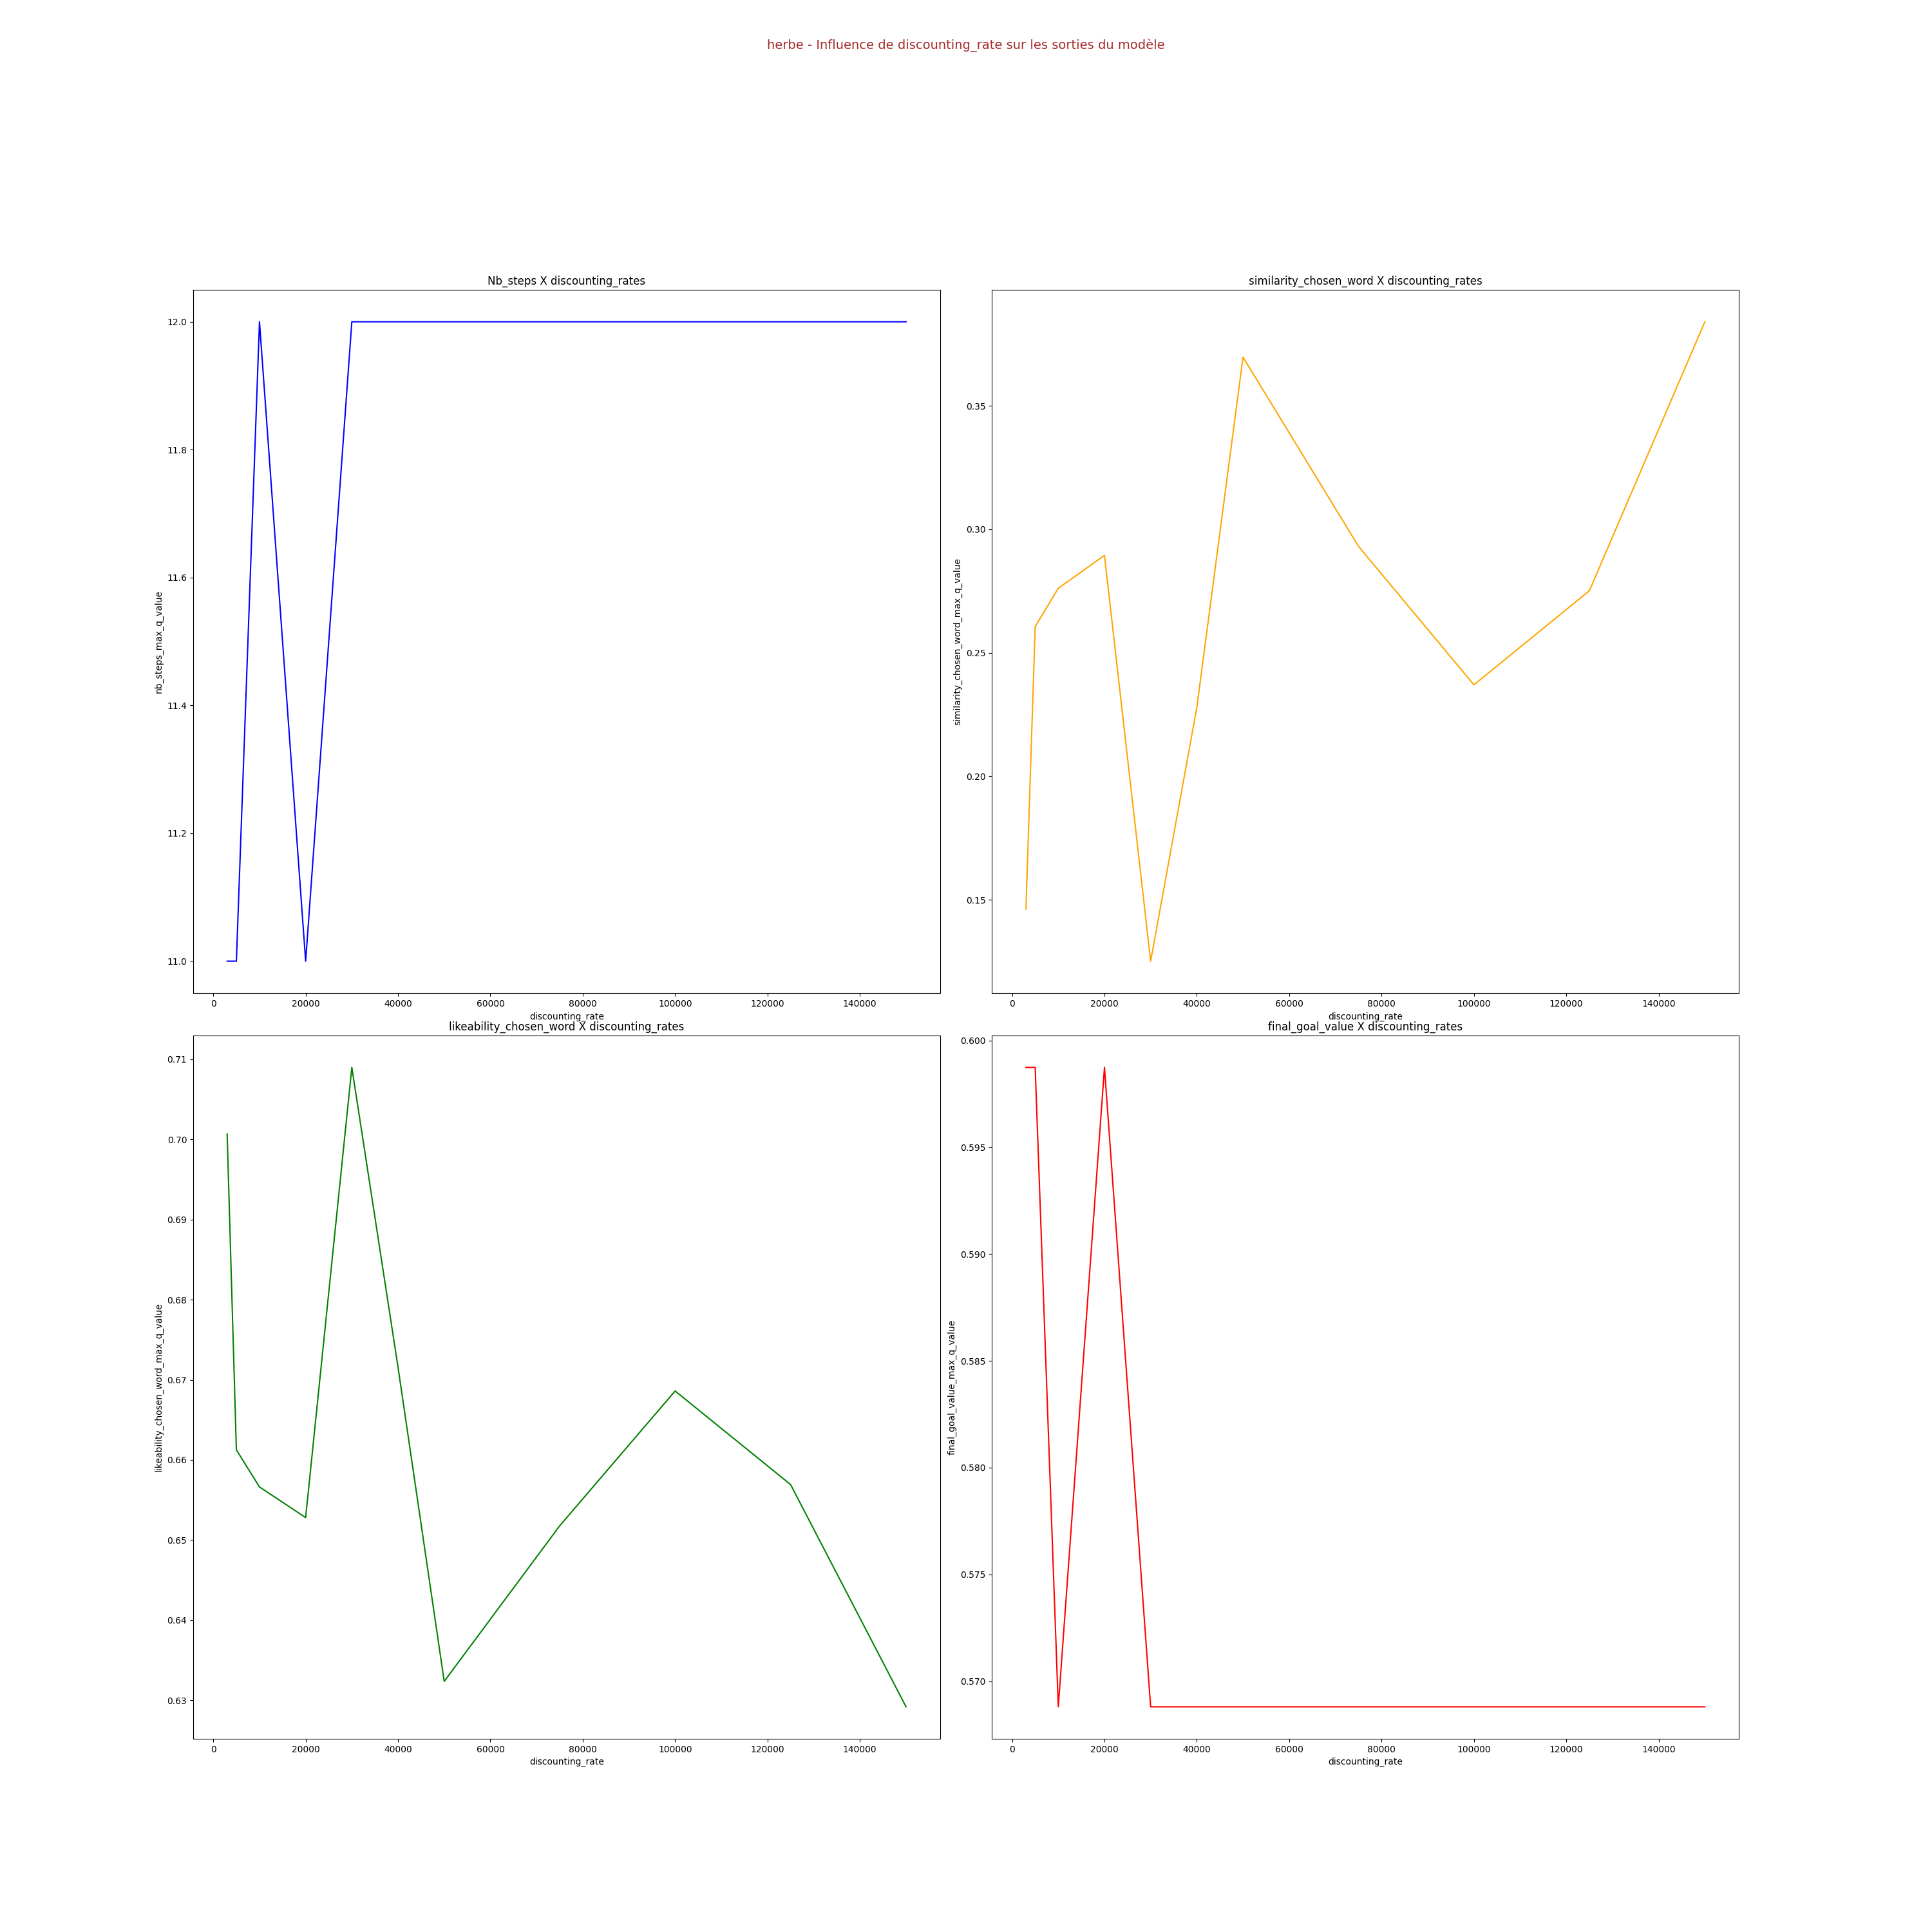 herbe - Influence de discounting_rate sur les sorties du modèle
Nb_steps X discounting_rates
nb_steps_max_q_value
12.0
11.8
11.6
11.4
11.2
11.0
0 20000 40000 60000 80000 100000 120000 140000
discounting_rate
similarity_chosen_word X discounting_rates
similarity_chosen_word_max_q_value
0.35
0.30
0.25
0.20
0.15
0 20000 40000 60000 80000 100000 120000 140000
discounting_rate
likeability_chosen_word X discounting_rates
likeability_chosen_word_max_q_value
0.71
0.70
0.69
0.68
0.67
0.66
0.65
0.64
0.63
0 20000 40000 60000 80000 100000 120000 140000
discounting_rate
final_goal_value X discounting_rates
final_goal_value_max_q_value
0.600
0.595
0.590
0.585
0.580
0.575
0.570
0 20000 40000 60000 80000 100000 120000 140000
discounting_rate